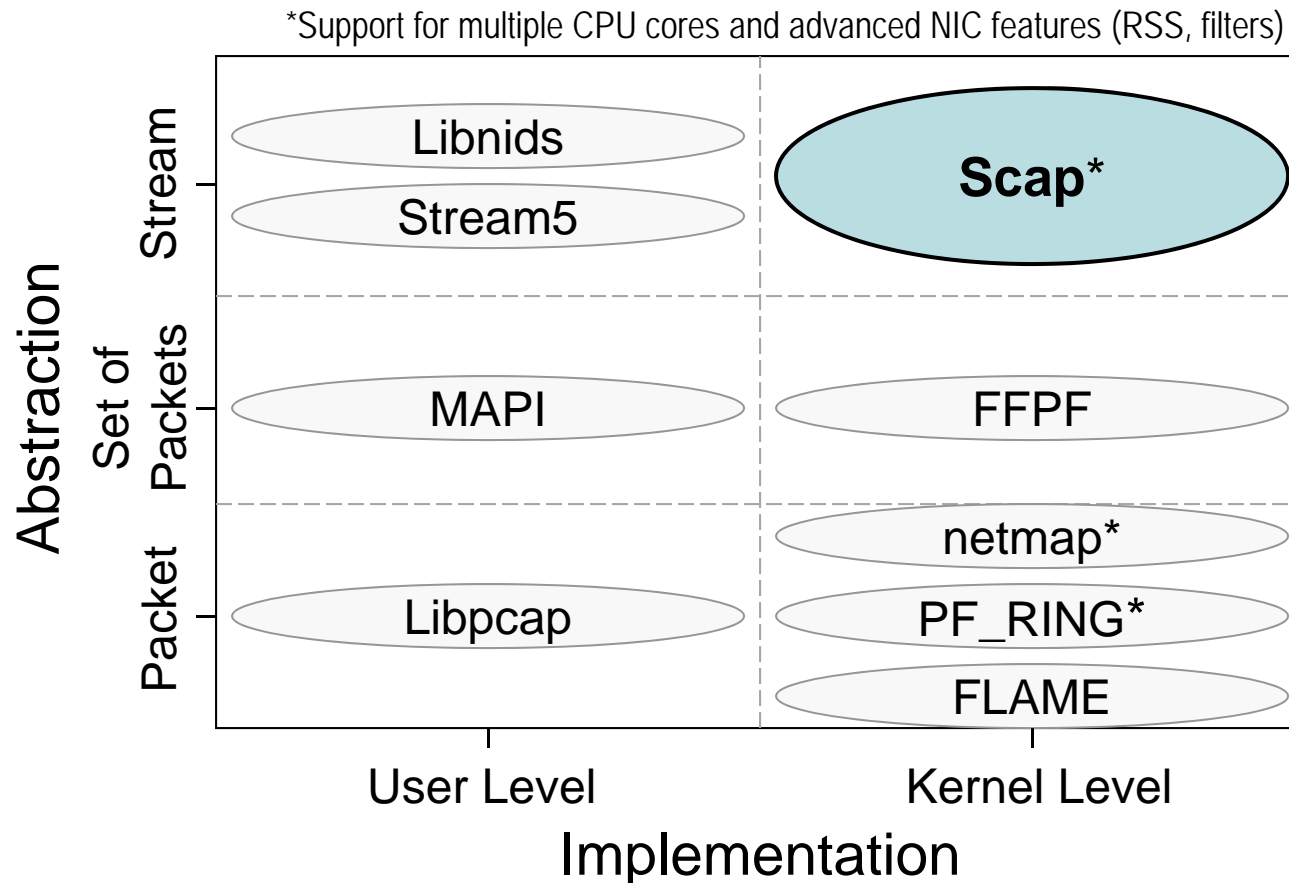 *Support for multiple CPU cores and advanced NIC features (RSS, filters)
Abstraction
Stream
Libnids
Stream5
Scap*
Set of
Packets
MAPI
FFPF
Packet
Libpcap
netmap*
PF_RING*
FLAME
User Level
Kernel Level
Implementation